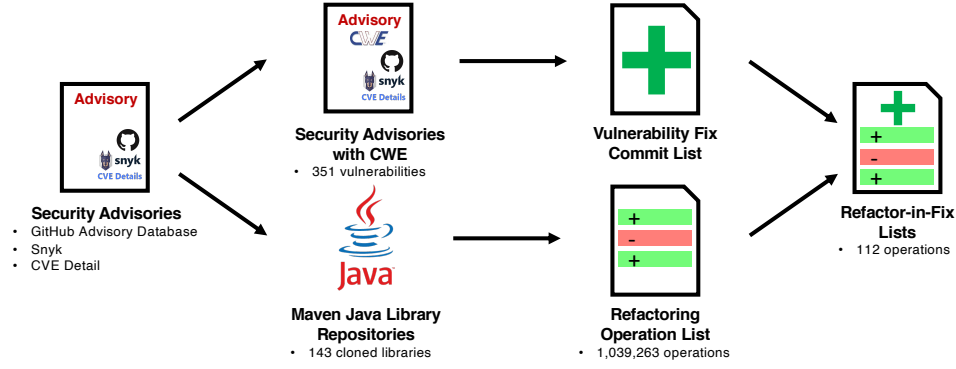 Advisory
snyk
CVE Details
Security Advisories
• GitHub Advisory Database
• Snyk
• CVE Detail
Advisory
CWE
snyk
CVE Details
Security Advisories
with CWE
• 351 vulnerabilities
Java
Maven Java Library
Repositories
• 143 cloned libraries
Vulnerability Fix
Commit List
+
-
+
Refactoring
Operation List
• 1,039,263 operations
+
-
+
Refactor-in-Fix
Lists
• 112 operations